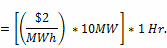 = [($2/MWh) * 10MW] * 1 Hr.